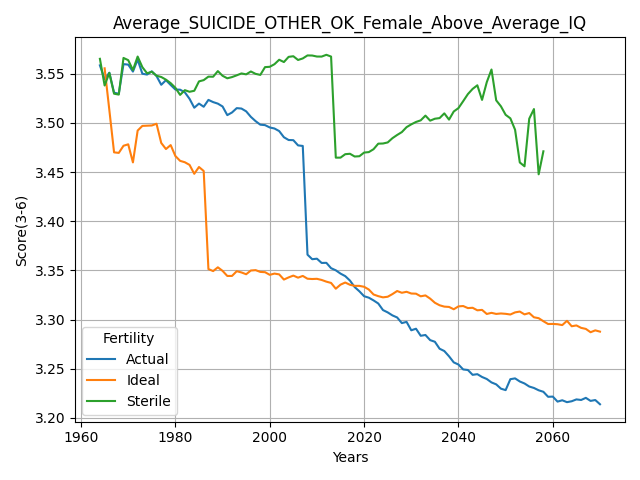 Average_SUICIDE_OTHER_OK_Female_Above_Average_IQ
Score(3-6)
3.55
3.50
3.45
3.40
3.35
3.30
3.25
3.20
Fertility
Actual
Ideal
Sterile
1960 1980 2000 2020 2040 2060
Years